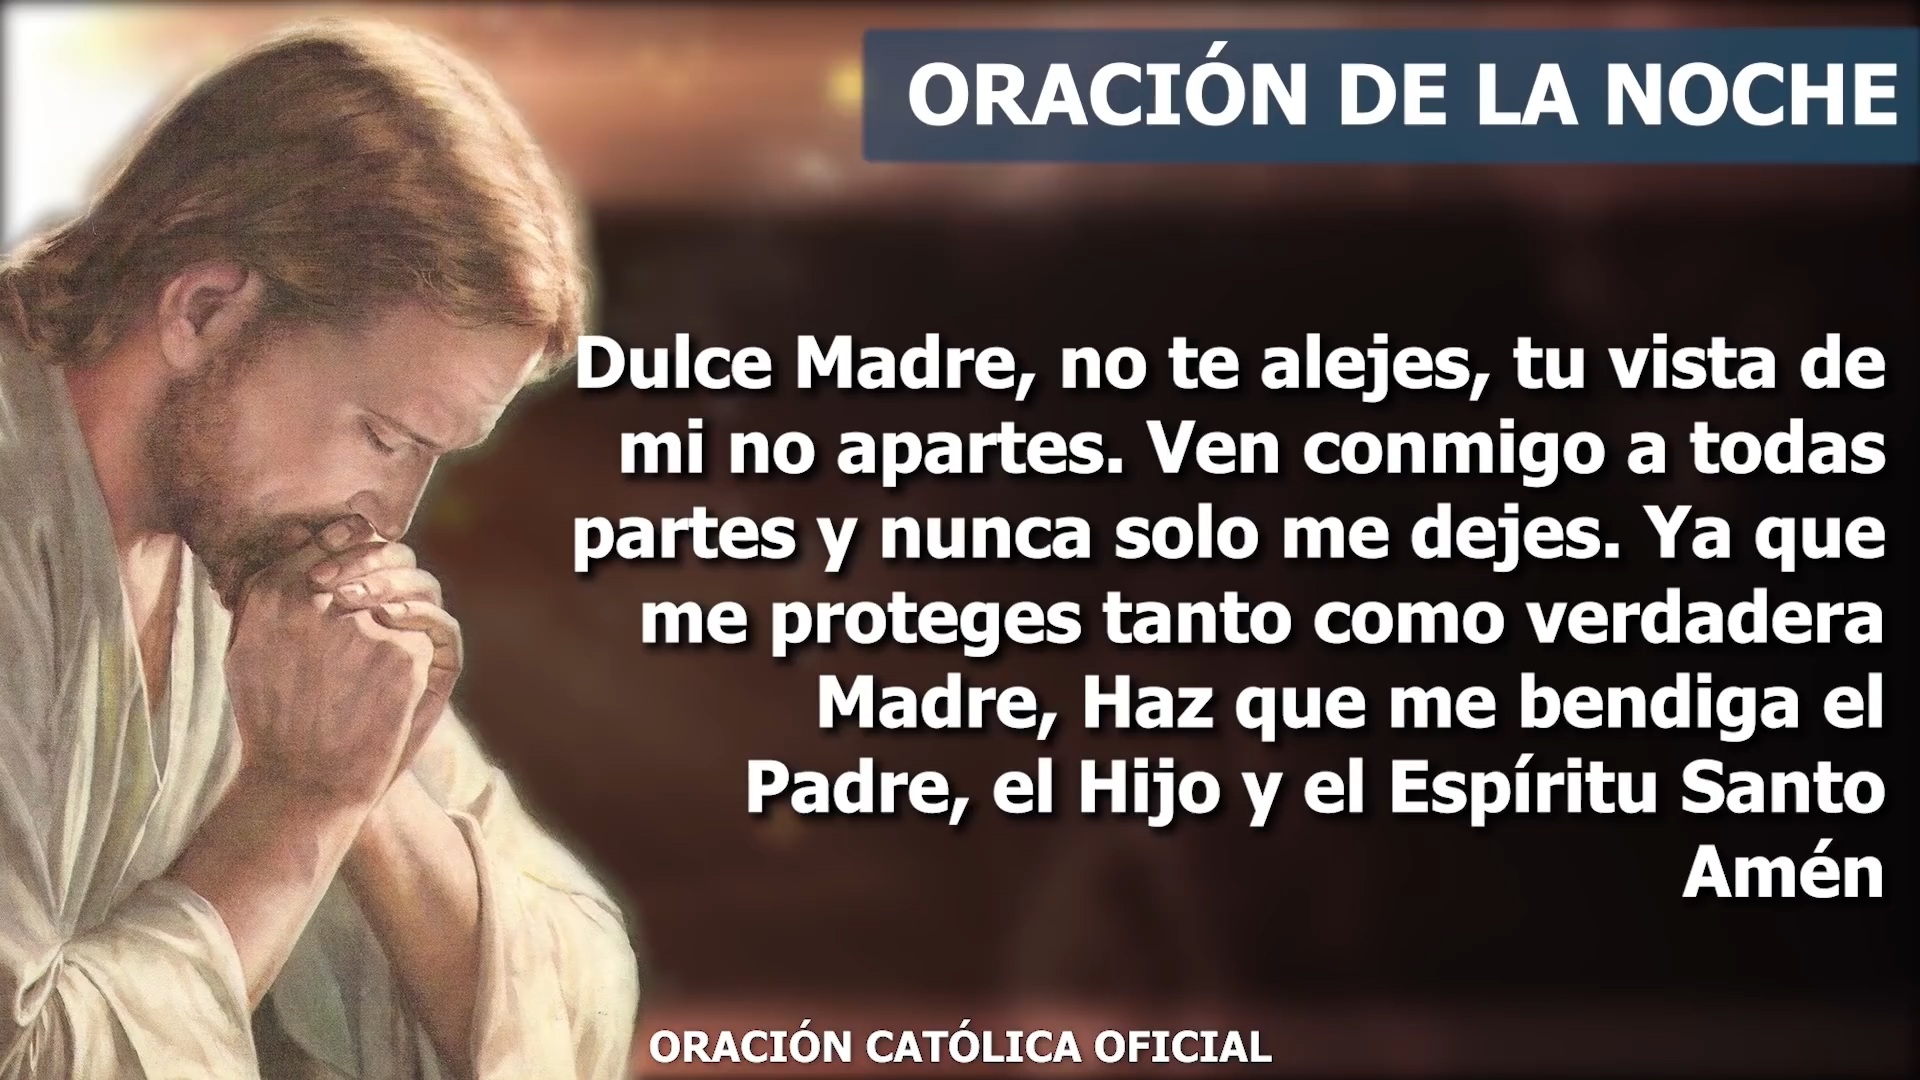 ORACIÓN DE LA NOCHE
Dulce Madre, no te alejes, tu vista de
mi no apartes. Ven conmigo a todas
partes y nunca solo me dejes. Ya que
me proteges tanto como verdadera
Madre, Haz que me bendiga el
Padre, el Hijo y el Espíritu Santo
Amén
ORACIÓN CATÓLICA OFICIAL